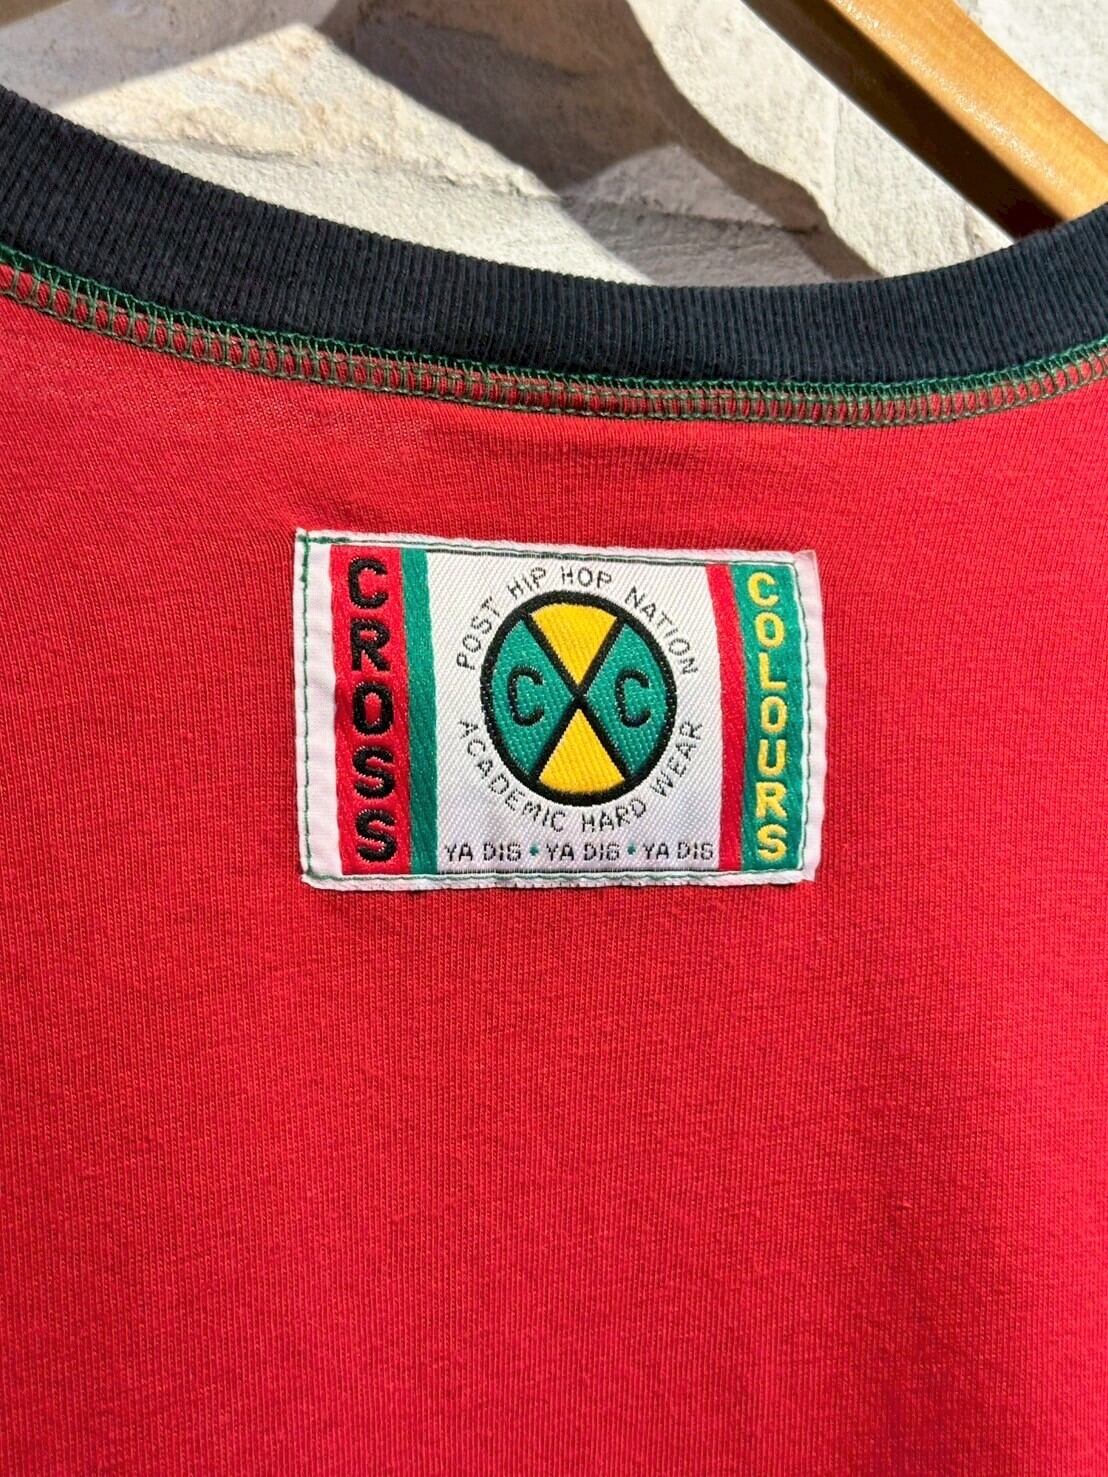 CROSS
POST HIP HOP NATION
C C
ACADEMIC HARD WEAR
YA DIS • YA DIS • YA DIS
COLOURS